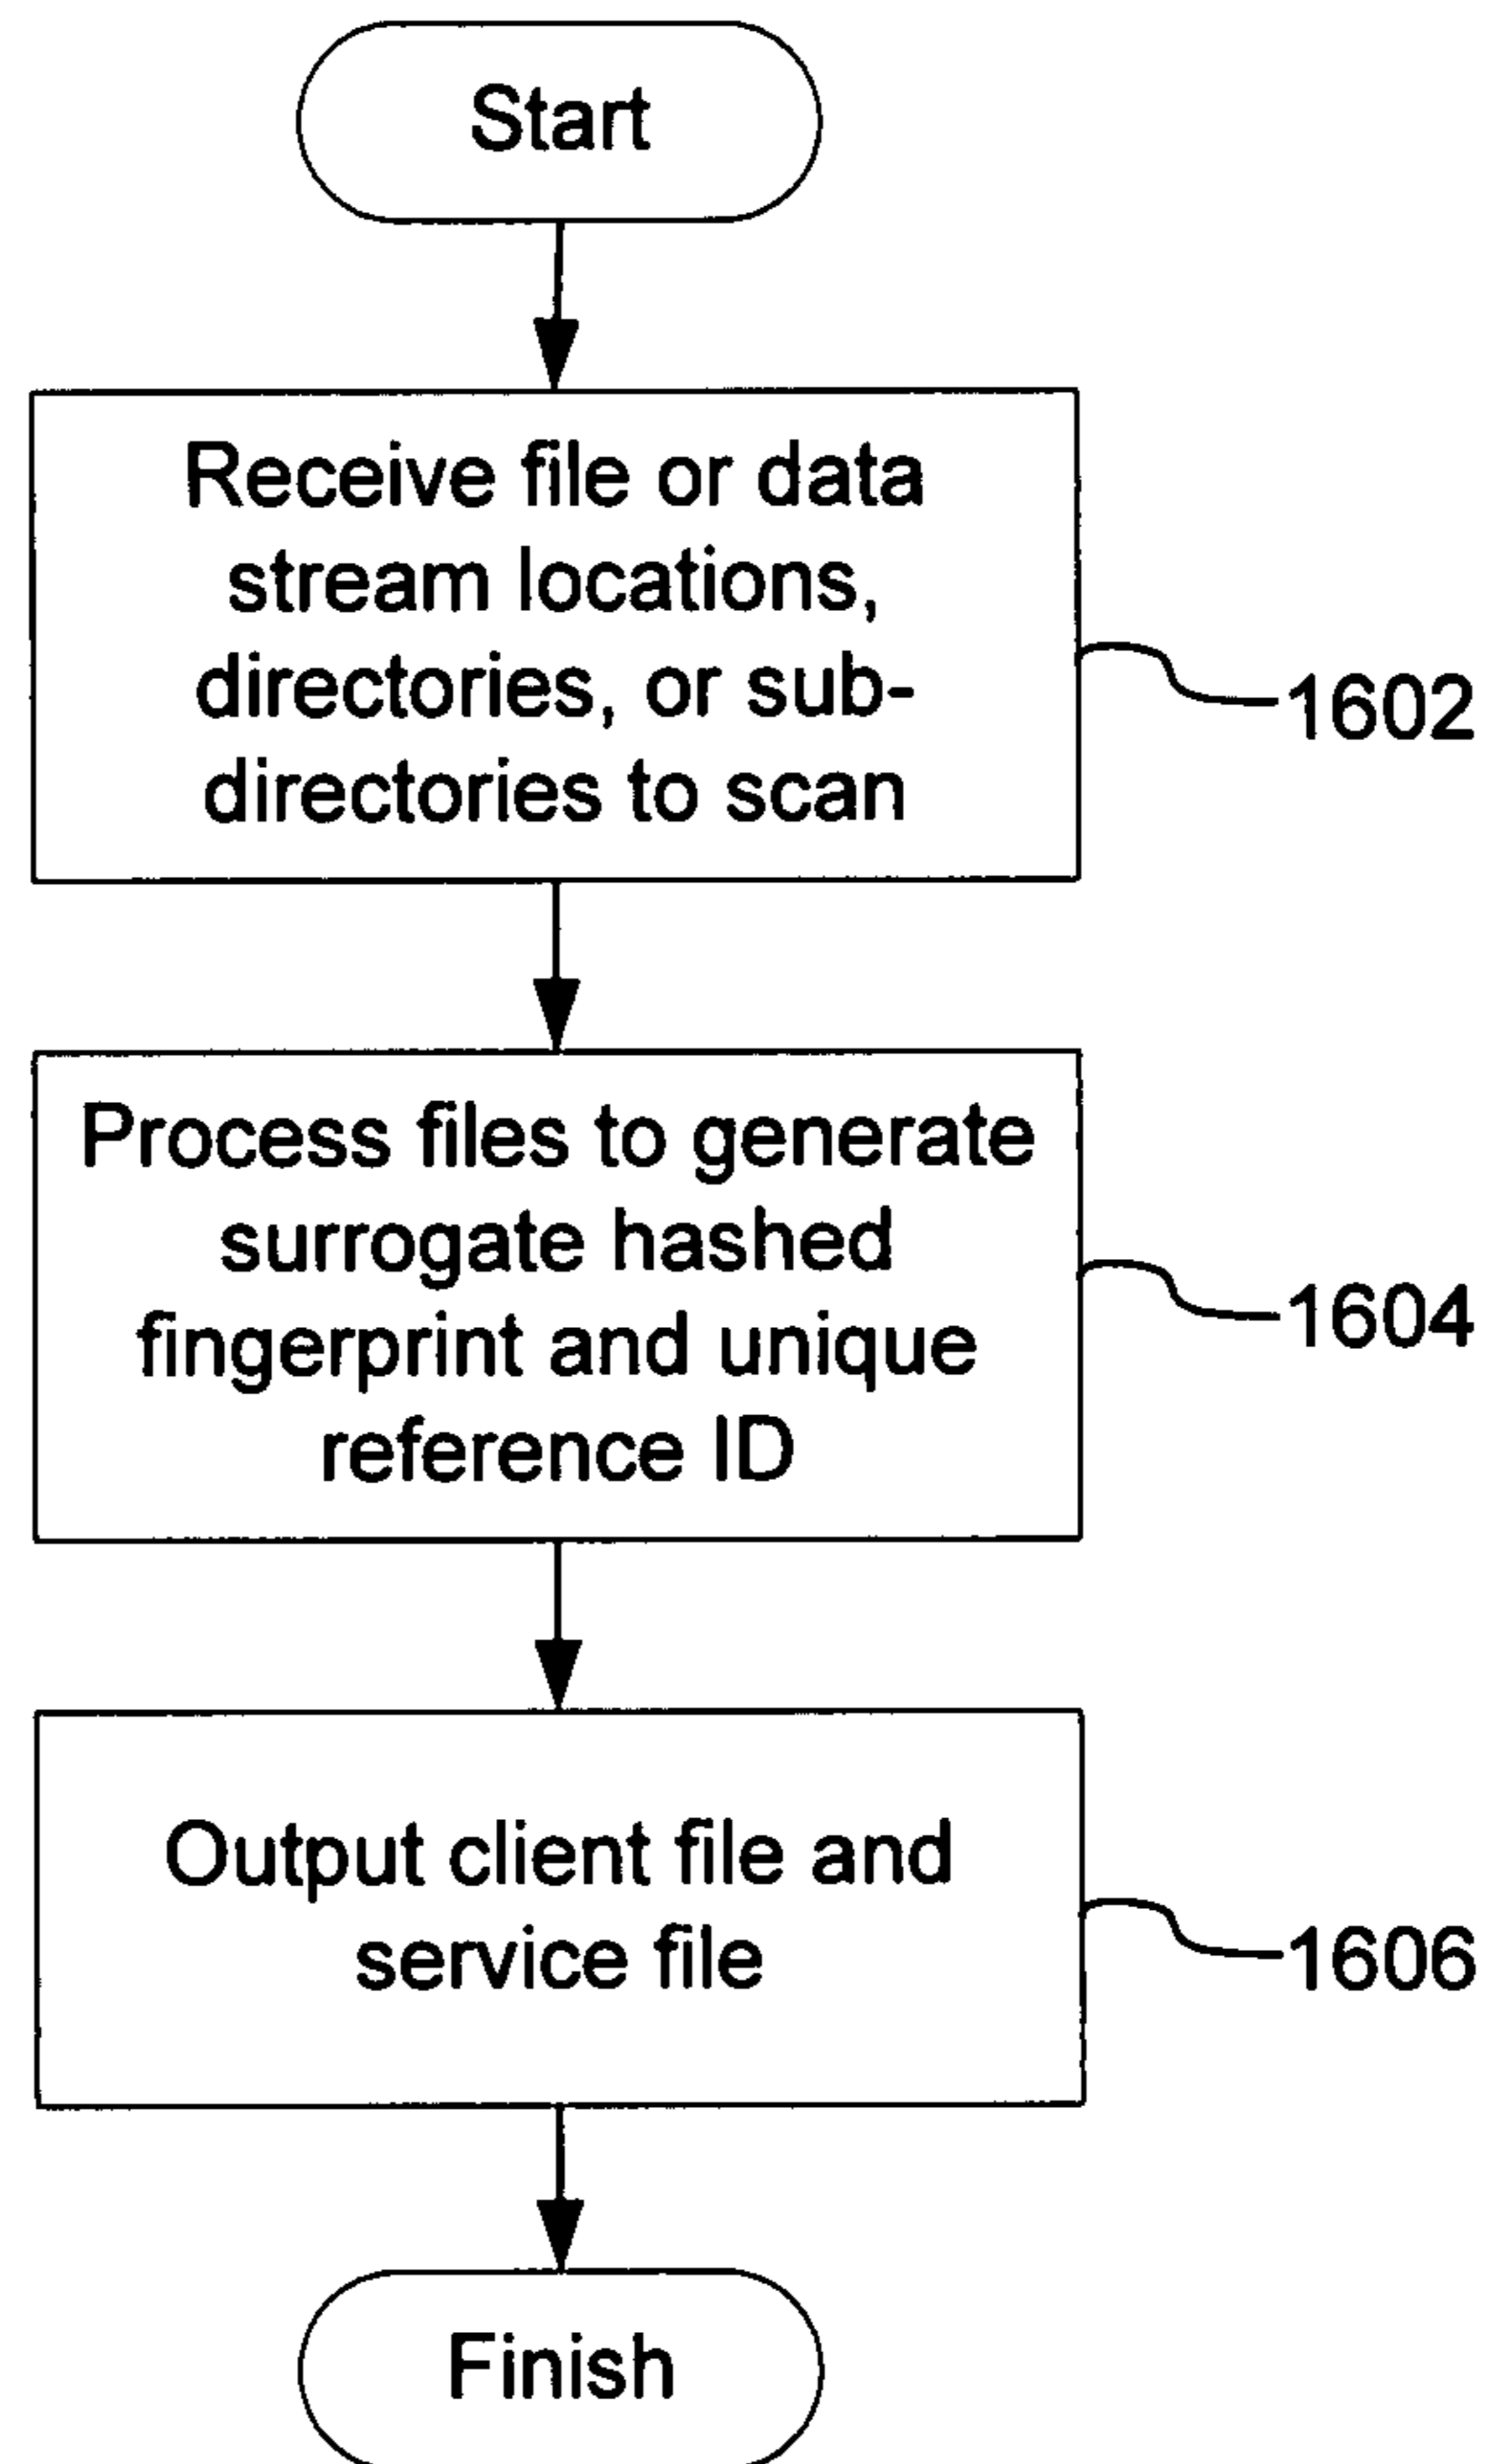 Start
Receive file or data
stream locations,
directories, or sub-
directories to scan
1602
Process files to generate
surrogate hashed
fingerprint and unique
reference ID
1604
Output client file and
service file
1606
Finish